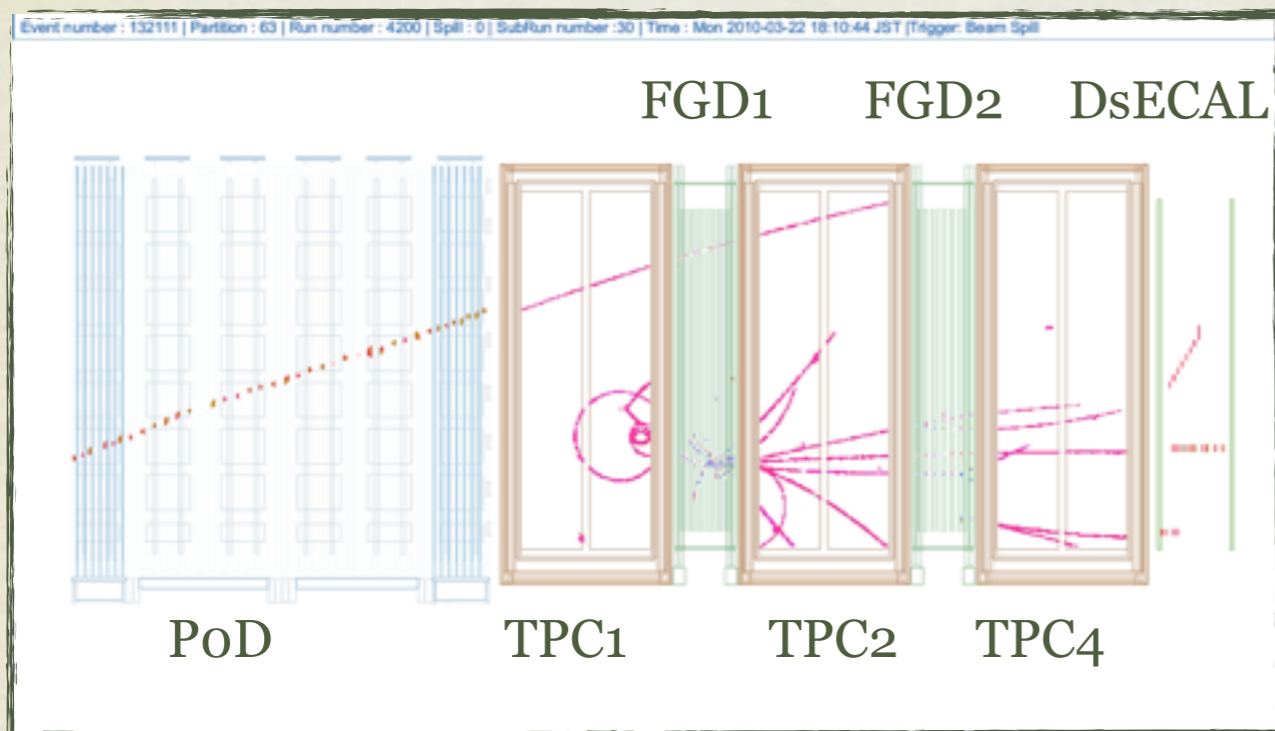 Event number : 132111 | Partition : 63 | Run number : 4200 | Spill : 0 | SubRun number :30 | Time : Mon 2010-03-22 18:10:44 JST |Trigger: Beam Spill
FGD1 FGD2 DsECAL
P0D TPC1 TPC2 TPC4